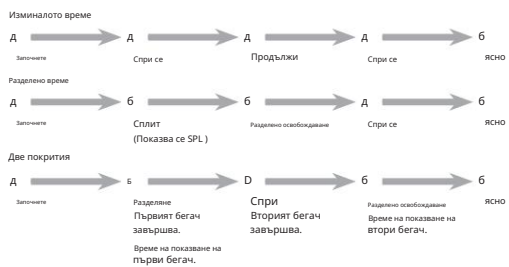 Изминалото време
Д Д Д Д б
Започнете Спри се Продължи Спри се ясно
Разделено време
Д б б Д б
Започнете Сплит Разделено освобождаване Спри се ясно
(Показва се SPL )
Две покрития
Д Б D б б
Започнете Разделяне Спри Разделено освобождаване ясно
Първият бегач Вторият бегач Време на показване на
завършва. завършва. втори бегач.
Време на показване на
първи бегач.